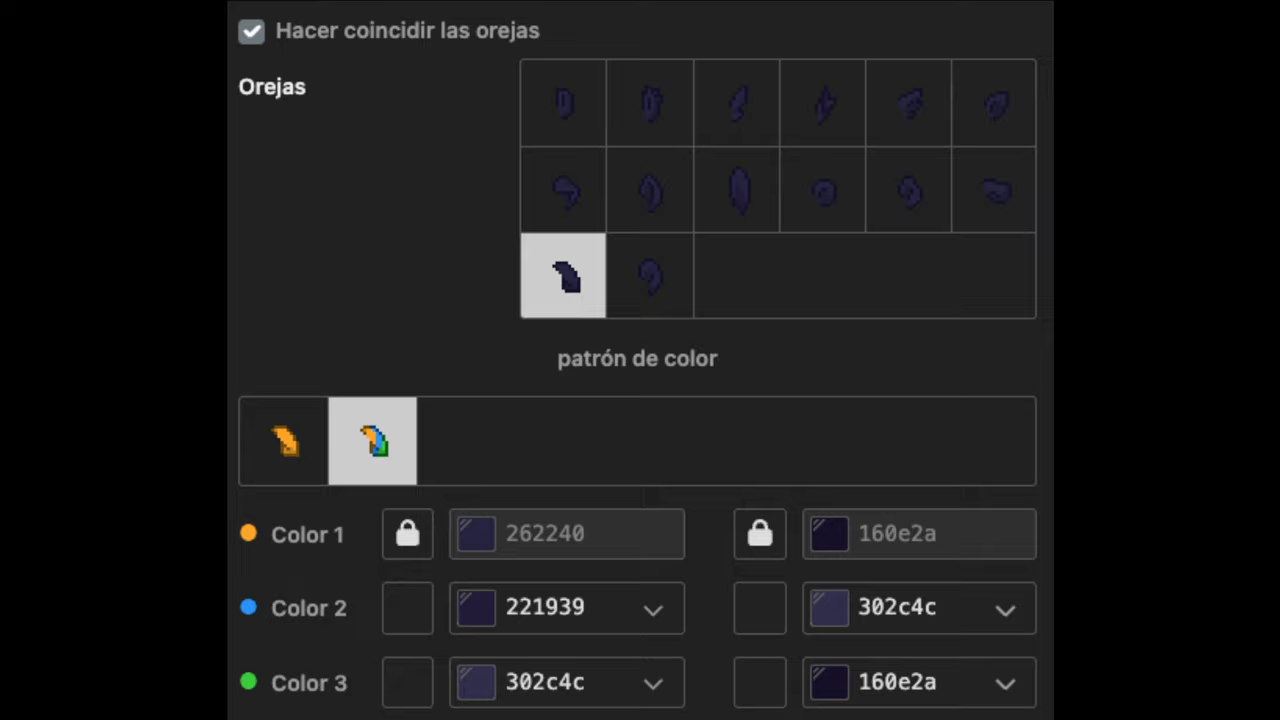 Hacer coincidir las orejas
Orejas
patrón de color
Color 1 262240 160e2a
Color 2 221939 302c4c
Color 3 302c4c 160e2a